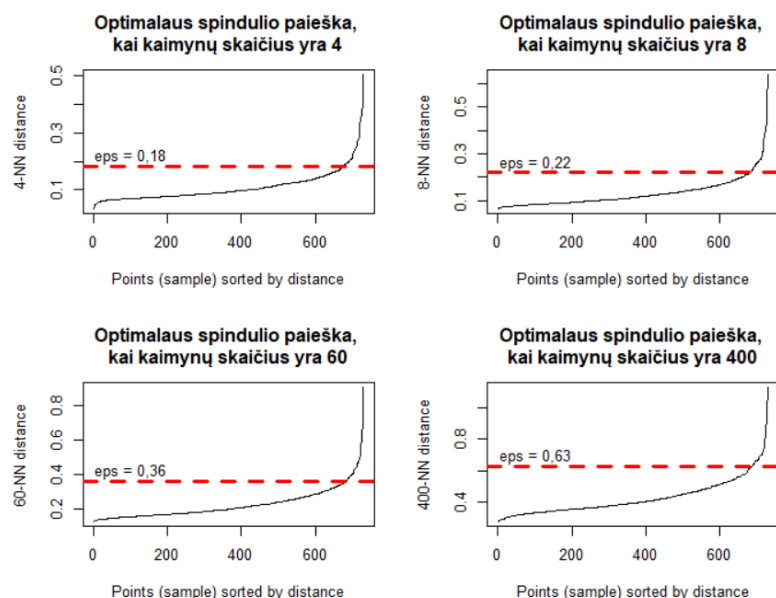 Optimalaus spindulio paieška,
kai kaimynų skaičius yra 4
4-NN distance
0.5
0.3
0.1
eps = 0,18
0
200
400
600
Points (sample) sorted by distance
Optimalaus spindulio paieška,
kai kaimynų skaičius yra 8
8-NN distance
0.5
0.3
0.1
eps = 0,22
0
200
400
600
Points (sample) sorted by distance
Optimalaus spindulio paieška,
kai kaimynų skaičius yra 60
60-NN distance
0.8
0.6
0.4
0.2
eps = 0,36
0
200
400
600
Points (sample) sorted by distance
Optimalaus spindulio paieška,
kai kaimynų skaičius yra 400
400-NN distance
0.8
0.4
eps = 0,63
0
200
400
600
Points (sample) sorted by distance